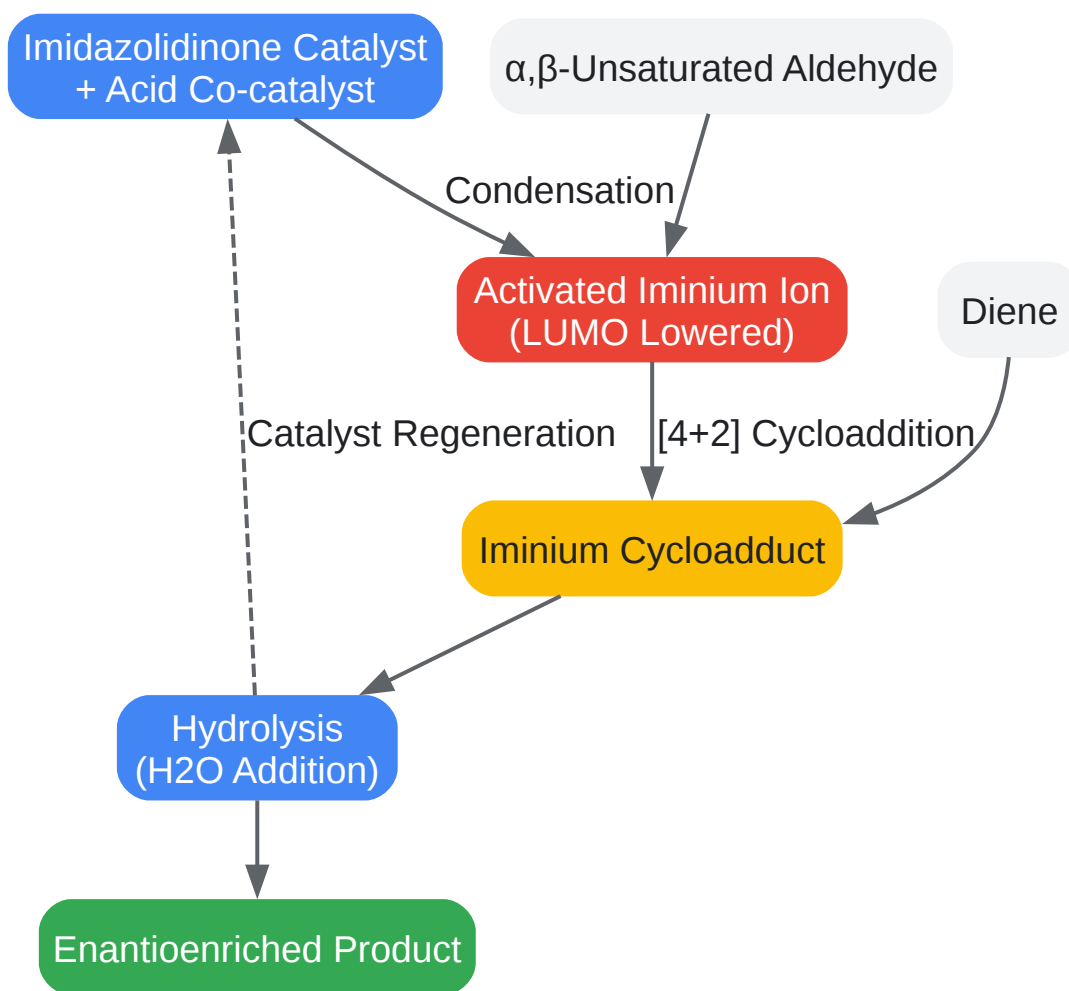 Imidazolidinone Catalyst
+ Acid Co-catalyst
α,β-Unsaturated Aldehyde
Condensation
Activated Iminium Ion
(LUMO Lowered)
Diene
Catalyst Regeneration
[4+2] Cycloaddition
Iminium Cycloadduct
Hydrolysis
(H2O Addition)
Enantioenriched Product